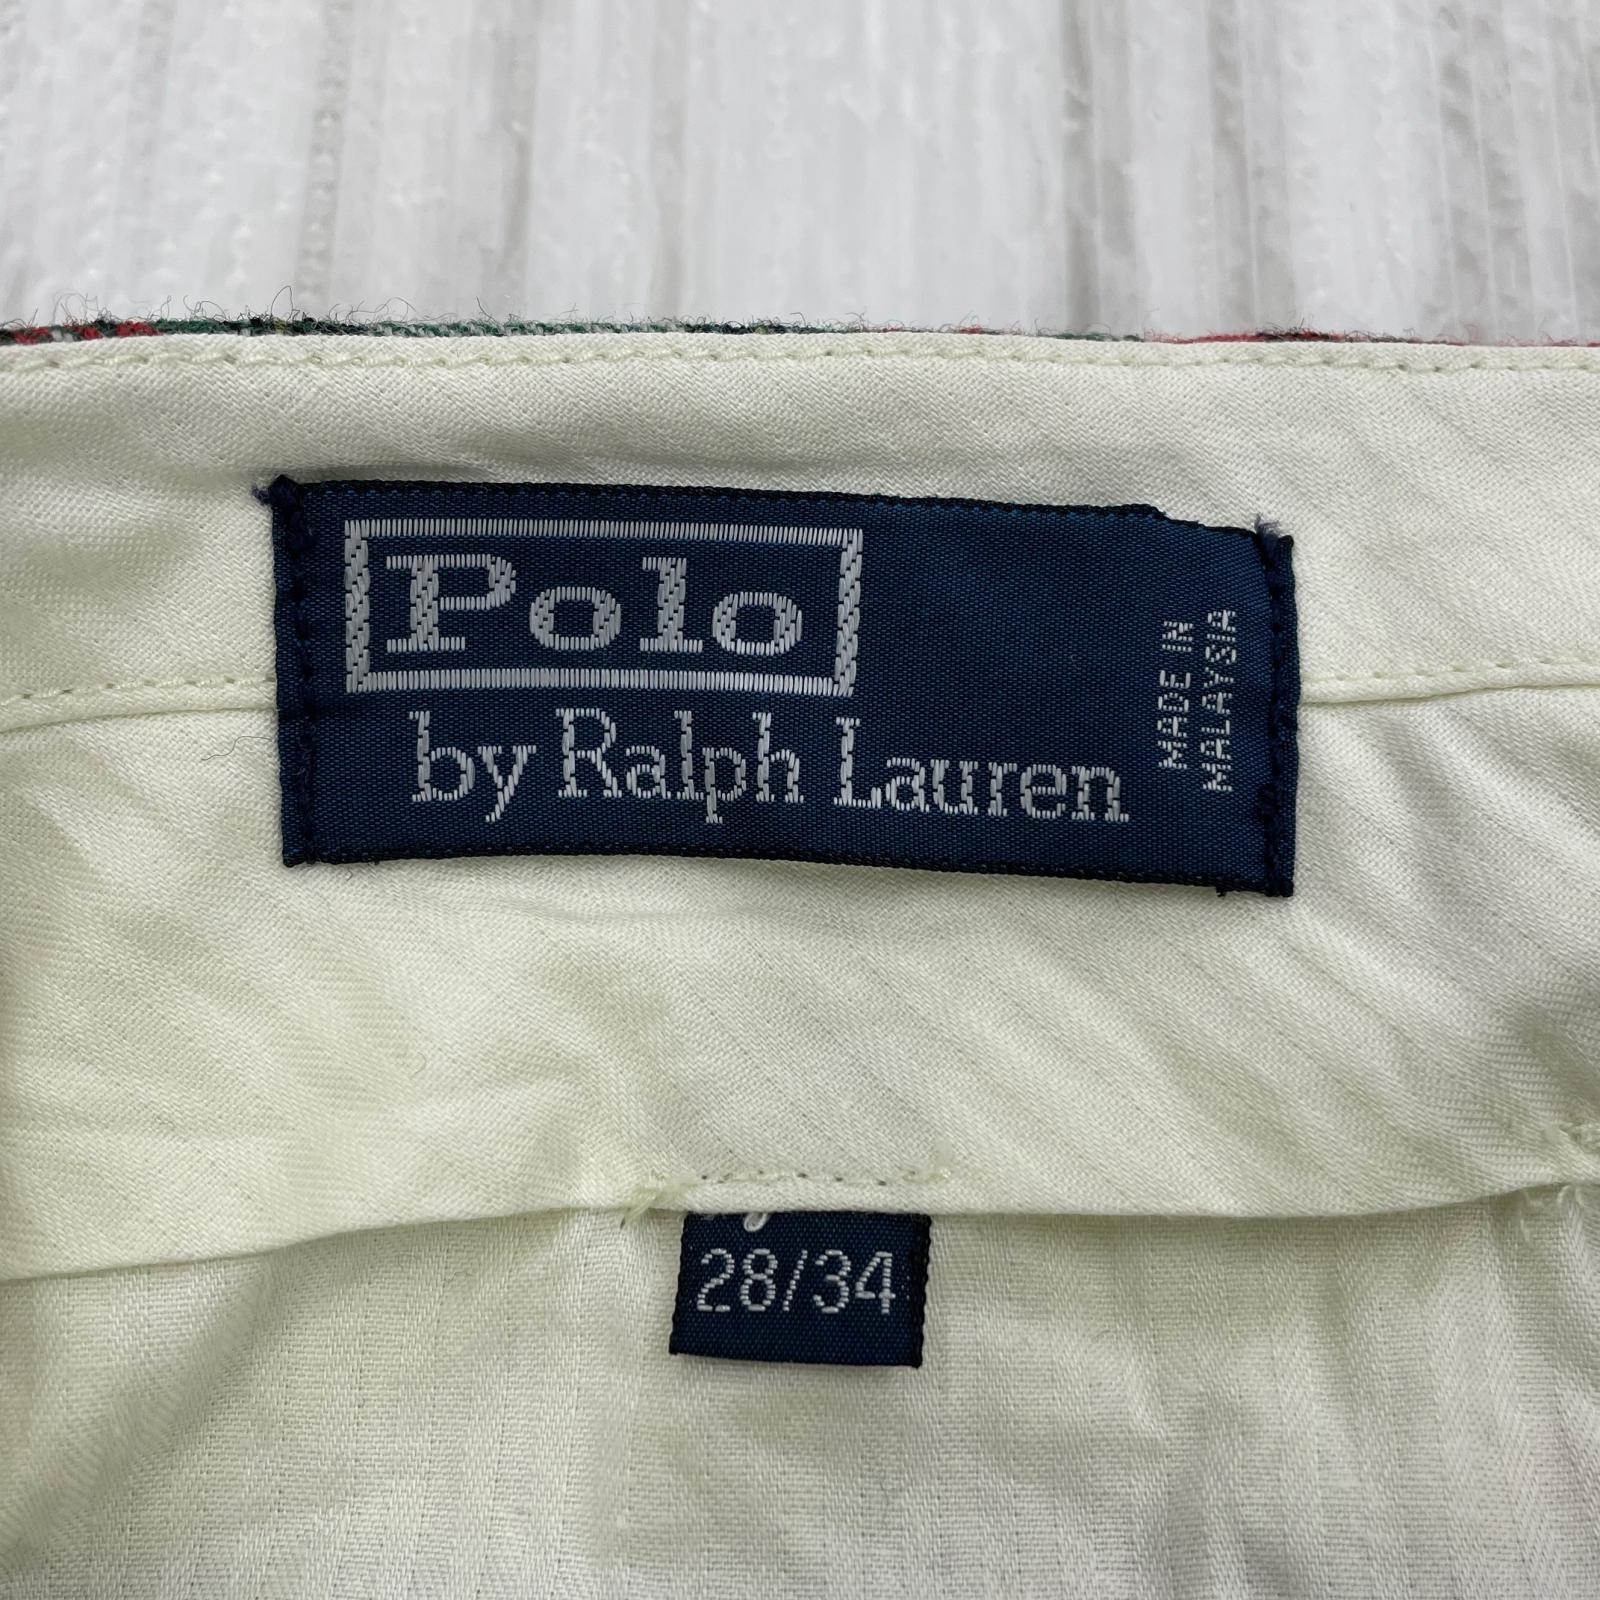 Polo
by Ralph Lauren
MADE IN
MALAYSIA
28/34